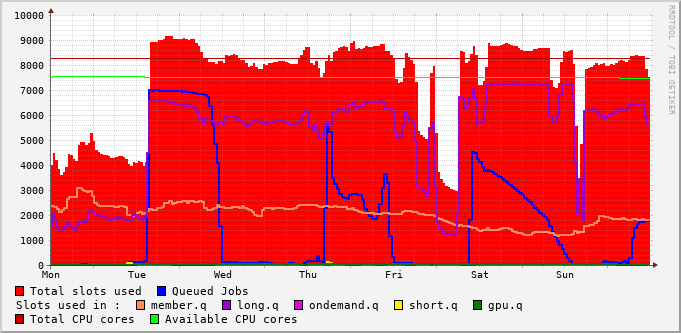 10000
9000
8000
7000
6000
5000
4000
3000
2000
1000
0
Mon Tue Wed Thu Fri Sat Sun
RRDTOOL / TOBI OETIKER
Total slots used Queued Jobs
Slots used in : member.q long.q ondemand.q short.q gpu.q
Total CPU cores Available CPU cores